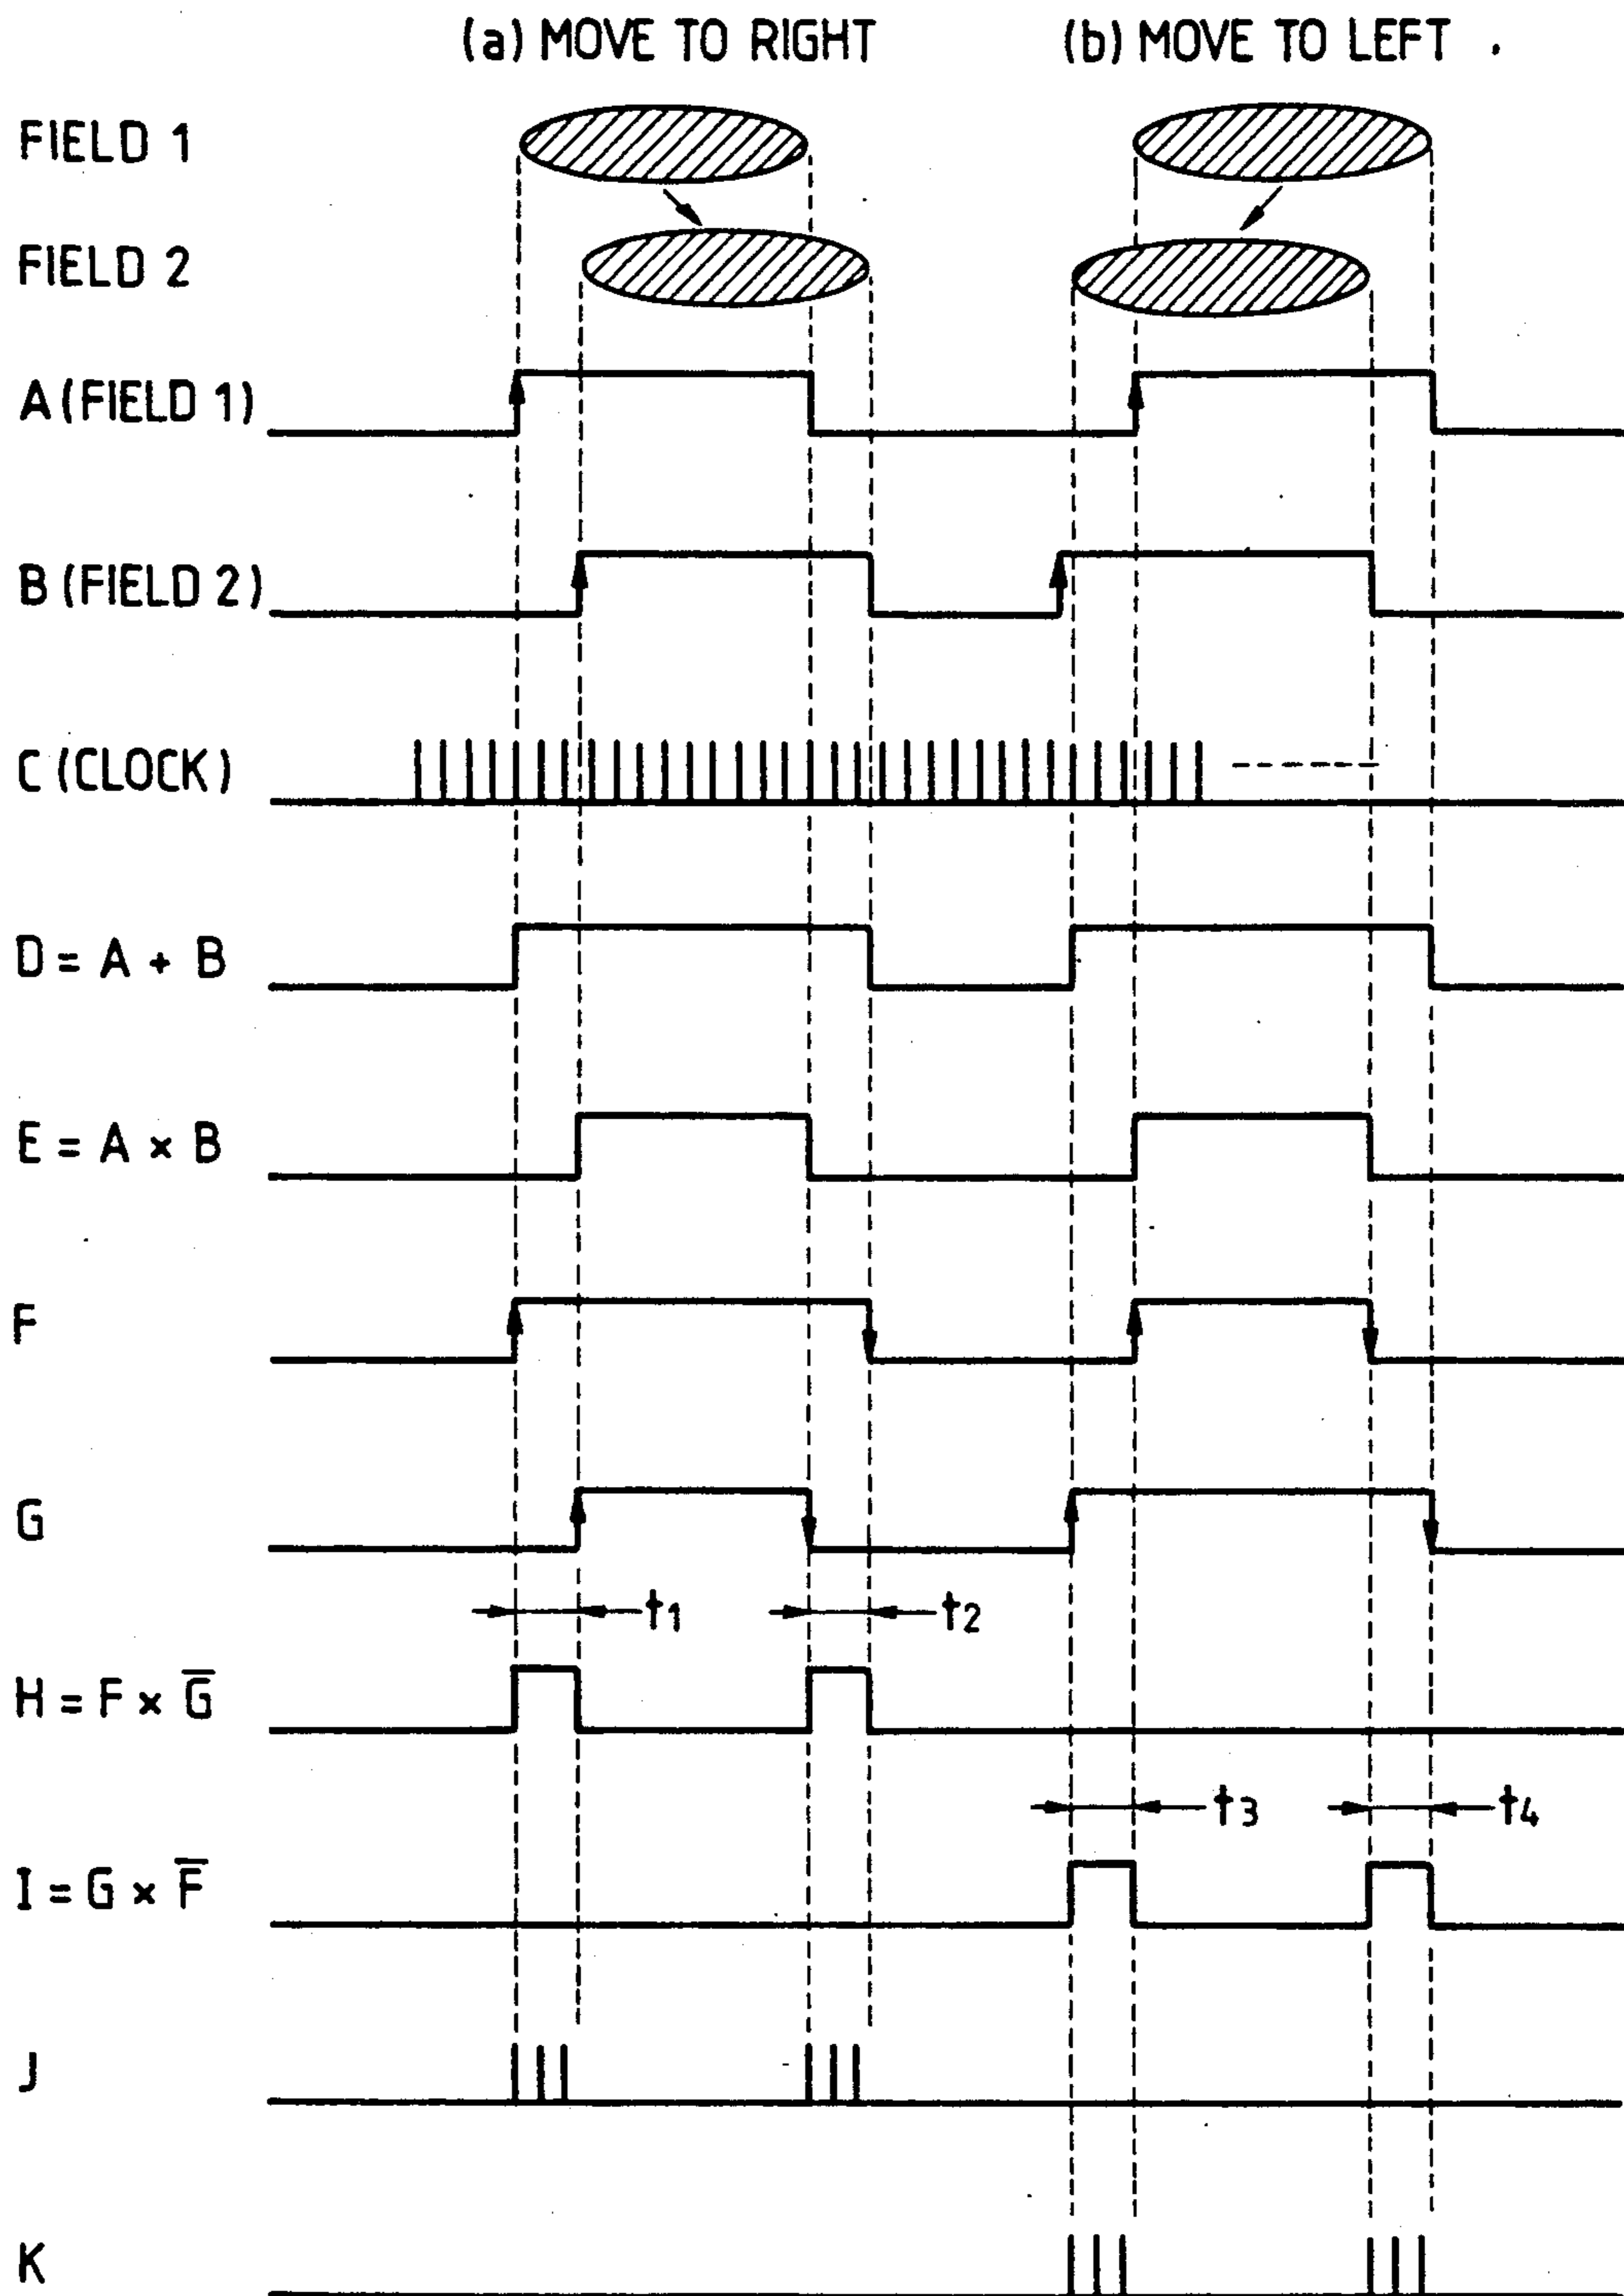 (a) MOVE TO RIGHT
(b) MOVE TO LEFT
FIELD 1
FIELD 2
A (FIELD 1)
B (FIELD 2)
C (CLOCK)
D = A + B
E = A × B
F
G
t₁
t₂
H = F × G̅
t₃
t₄
I = G × F̅
J
K